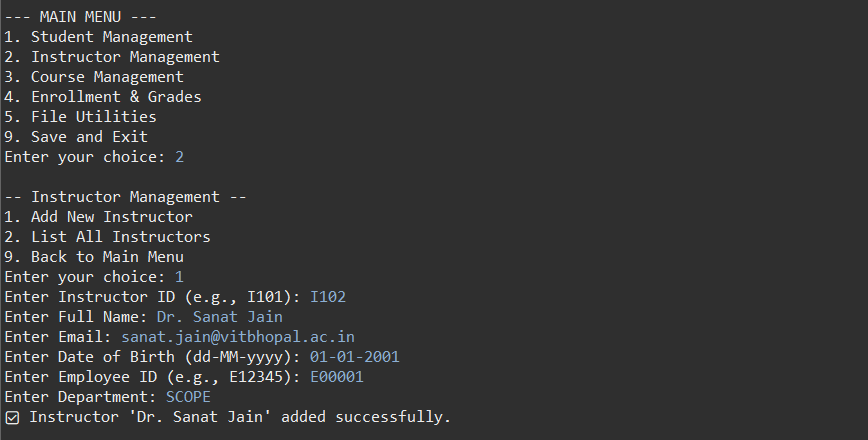 --- MAIN MENU ---
1. Student Management
2. Instructor Management
3. Course Management
4. Enrollment & Grades
5. File Utilities
9. Save and Exit
Enter your choice: 2
-- Instructor Management --
1. Add New Instructor
2. List All Instructors
9. Back to Main Menu
Enter your choice: 1
Enter Instructor ID (e.g., I101): I102
Enter Full Name: Dr. Sanat Jain
Enter Email: sanat.jain@vitbhopal.ac.in
Enter Date of Birth (dd-MM-yyyy): 01-01-2001
Enter Employee ID (e.g., E12345): E00001
Enter Department: SCOPE
☑ Instructor 'Dr. Sanat Jain' added successfully.